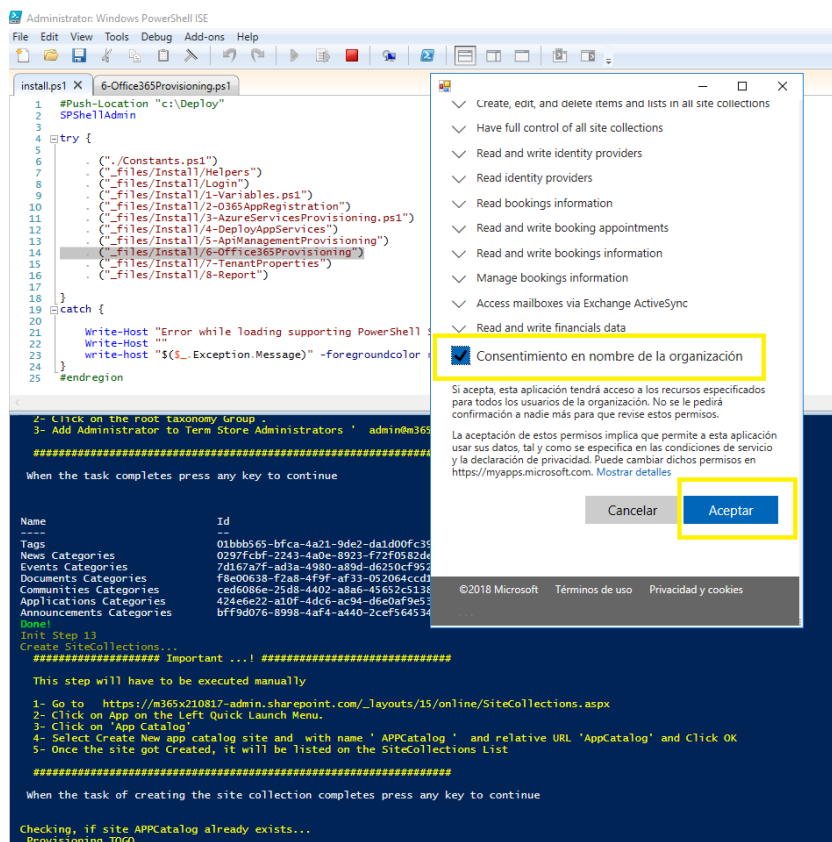 Administrator: Windows PowerShell ISE
File Edit View Tools Debug Add-ons Help
install.ps1 X 6-Office365Provisioning.ps1
1 #Push-Location "c:\Deploy"
2 SPShellAdmin
3
4 try {
5
6 . ("./Constants.ps1")
7 . ("_files/Install/Helpers")
8 . ("_files/Install/Login")
9 . ("_files/Install/1-Variables.ps1")
10 . ("_files/Install/2-O365AppRegistration")
11 . ("_files/Install/3-AzureServicesProvisioning.ps1")
12 . ("_files/Install/4-DeployAppServices")
13 . ("_files/Install/5-ApiManagementProvisioning")
14 . ("_files/Install/6-Office365Provisioning")
15 . ("_files/Install/7-TenantProperties")
16 . ("_files/Install/8-Report")
17
18 }
19 catch {
20
21 Write-Host "Error while loading supporting PowerShell
22 Write-Host ""
23 write-host "$($_.Exception.Message)" -foregroundcolor
24 }
25 #endregion
2- Click on the root taxonomy Group .
3- Add Administrator to Term Store Administrators ' admin@m365
##################################################################
When the task completes press any key to continue
Name Id
---- --
Tags 01bbb565-bfca-4a21-9de2-da1d00fc39
News Categories 0297fcbf-2243-4a0e-8923-f72f0582de
Events Categories 7d167a7f-ad3a-4980-a89d-d6250cf952
Documents Categories f8e00638-f2a8-4f9f-af33-052064ccd1
Communities Categories ced6086e-25d8-4402-a8a6-45652c5138
Applications Categories 424e6e22-a10f-4dc6-ac94-d6e0af9e53
Announcements Categories bff9d076-8998-4af4-a440-2cef564534
Done!
Init Step 13
Create SiteCollections...
#################### Important ...! ##############################
This step will have to be executed manually
1- Go to https://m365x210817-admin.sharepoint.com/_layouts/15/online/SiteCollections.aspx
2- Click on App on the Left Quick Launch Menu.
3- Click on 'App Catalog'
4- Select Create New app catalog site and with name ' APPCatalog ' and relative URL 'AppCatalog' and Click OK
5- Once the site got Created, it will be listed on the SiteCollections List
##################################################################
When the task of creating the site collection completes press any key to continue
Checking, if site APPCatalog already exists...
Provisioning TOGO
Create, edit, and delete items and lists in all site collections
Have full control of all site collections
Read and write identity providers
Read identity providers
Read bookings information
Read and write booking appointments
Read and write bookings information
Manage bookings information
Access mailboxes via Exchange ActiveSync
Read and write financials data
Consentimiento en nombre de la organización
Si acepta, esta aplicación tendrá acceso a los recursos especificados
para todos los usuarios de la organización. No se le pedirá
confirmación a nadie más para que revise estos permisos.
La aceptación de estos permisos implica que permite a esta aplicación
usar sus datos, tal y como se especifica en las condiciones de servicio
y la declaración de privacidad. Puede cambiar dichos permisos en
https://myapps.microsoft.com. Mostrar detalles
Cancelar Aceptar
©2018 Microsoft Términos de uso Privacidad y cookies
...